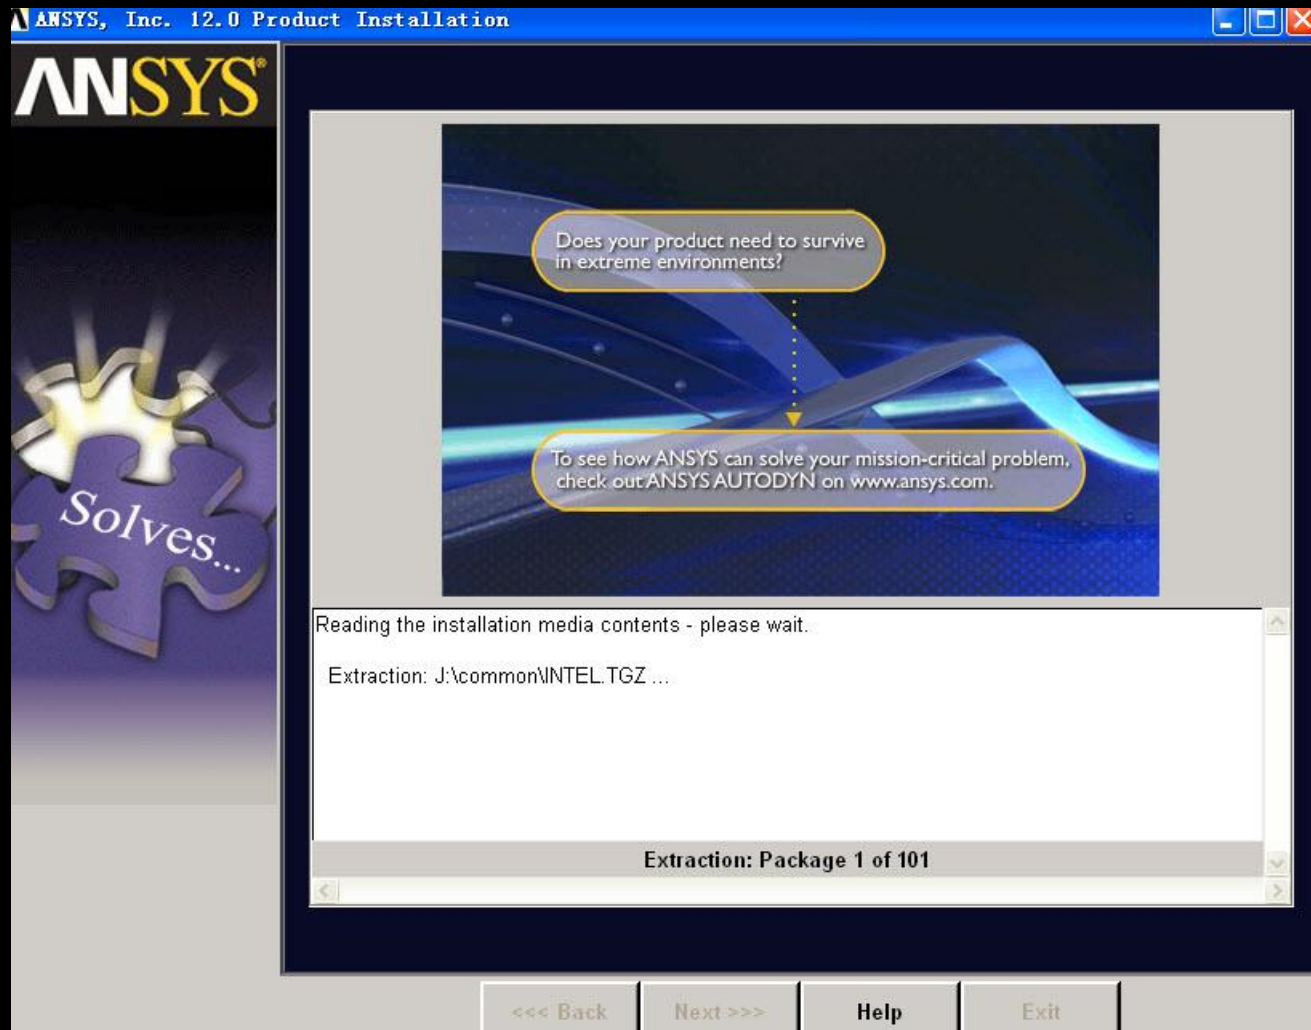 ANSYS, Inc. 12.0 Product Installation
ANSYS®
Solves...
Does your product need to survive
in extreme environments?
To see how ANSYS can solve your mission-critical problem,
check out ANSYS AUTODYN on www.ansys.com.
Reading the installation media contents - please wait.
Extraction: J:\common\INTEL.TGZ ...
Extraction: Package 1 of 101
<<< Back
Next >>>
Help
Exit